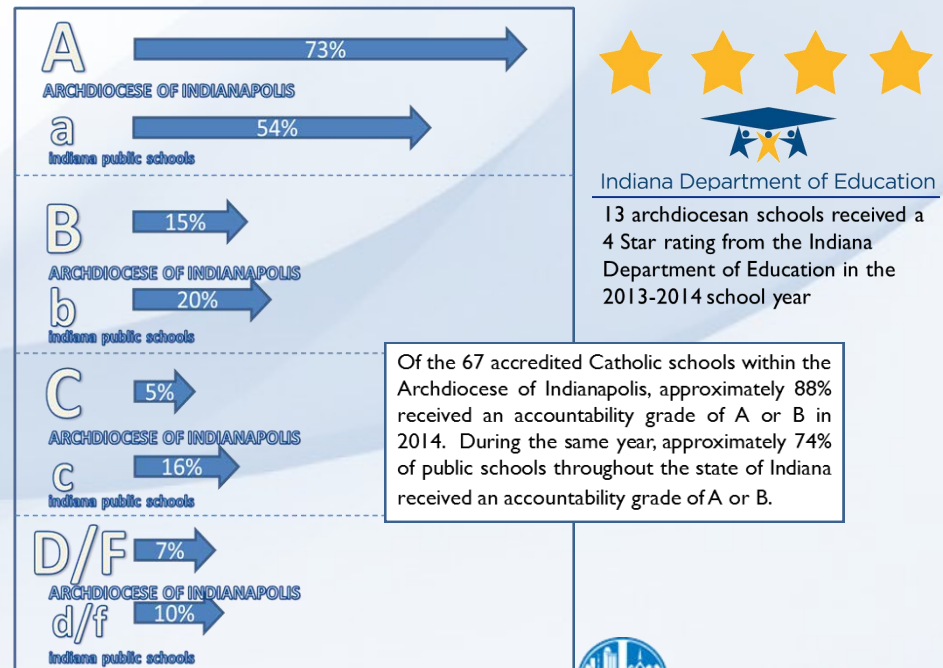 A
73%
ARCHDIOCESE OF INDIANAPOLIS
a
54%
indiana public schools
B
15%
ARCHDIOCESE OF INDIANAPOLIS
b
20%
indiana public schools
C
5%
ARCHDIOCESE OF INDIANAPOLIS
c
16%
indiana public schools
D/F
7%
ARCHDIOCESE OF INDIANAPOLIS
d/f
10%
indiana public schools
Indiana Department of Education
13 archdiocesan schools received a
4 Star rating from the Indiana
Department of Education in the
2013-2014 school year
Of the 67 accredited Catholic schools within the
Archdiocese of Indianapolis, approximately 88%
received an accountability grade of A or B in
2014. During the same year, approximately 74%
of public schools throughout the state of Indiana
received an accountability grade of A or B.